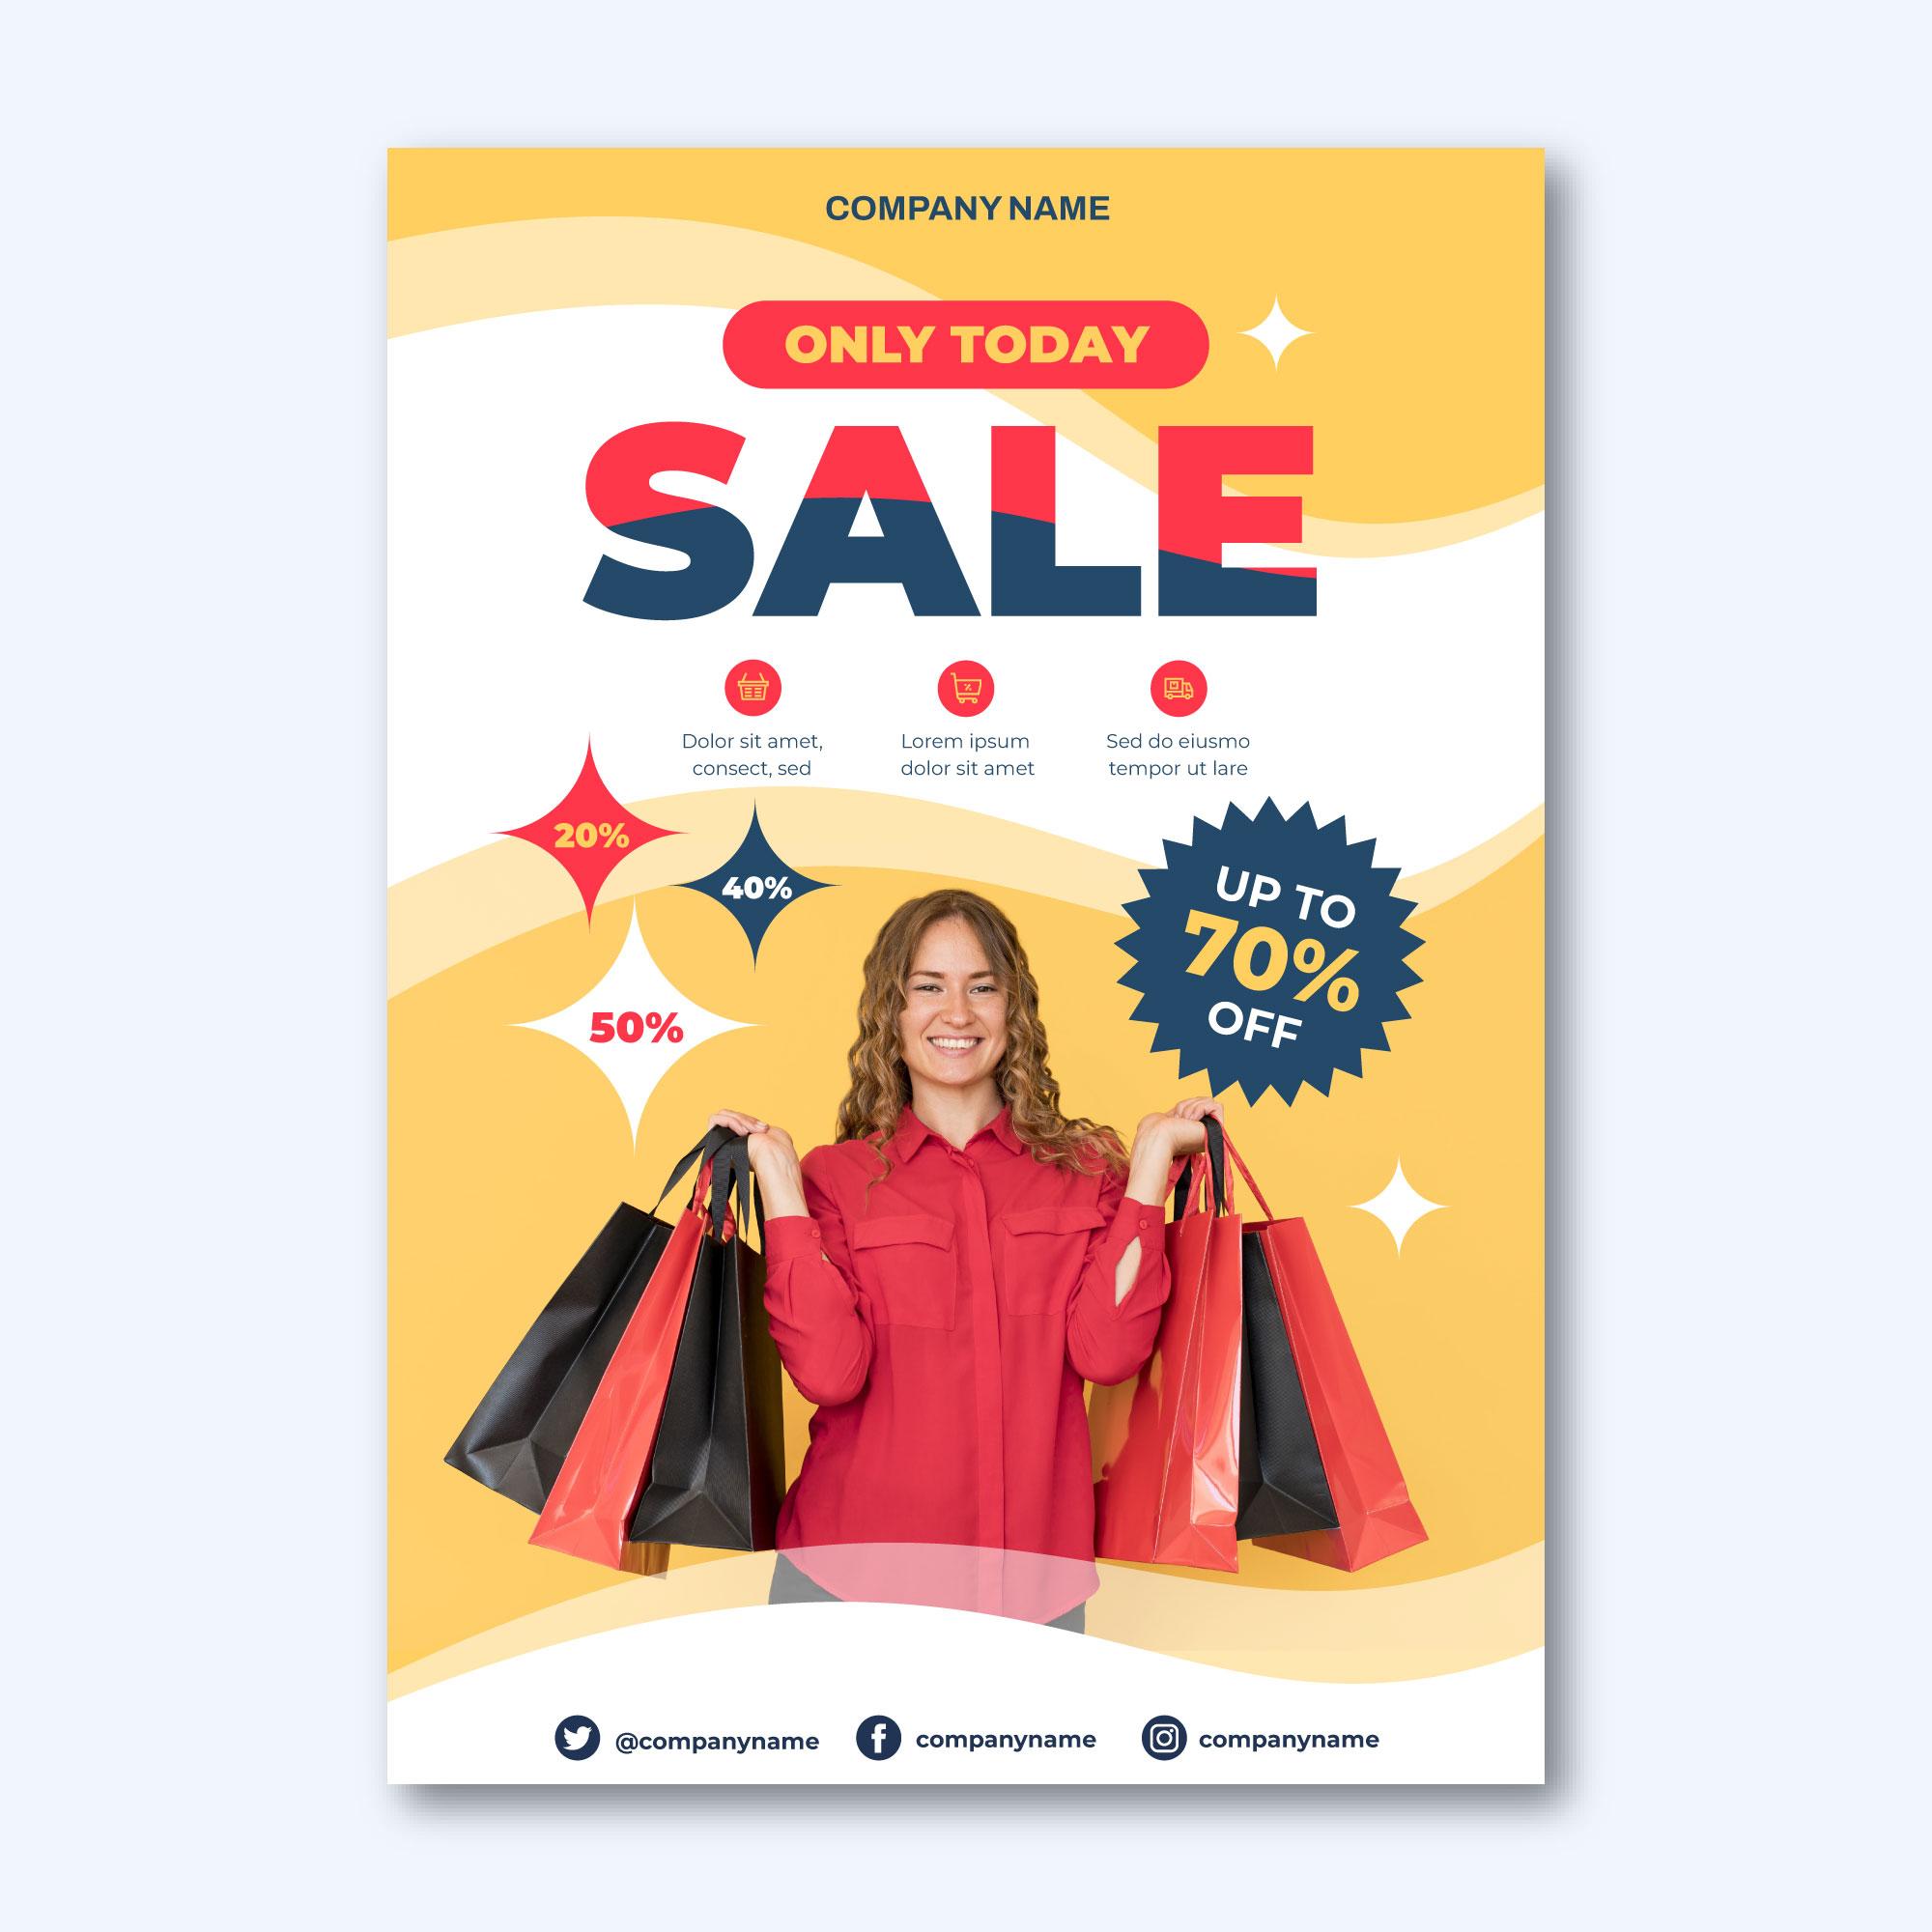 COMPANY NAME
ONLY TODAY
SALE
Dolor sit amet,
consect, sed
Lorem ipsum
dolor sit amet
Sed do eiusmo
tempor ut lare
20%
40%
50%
UP TO
70%
OFF
@companyname
companyname
companyname